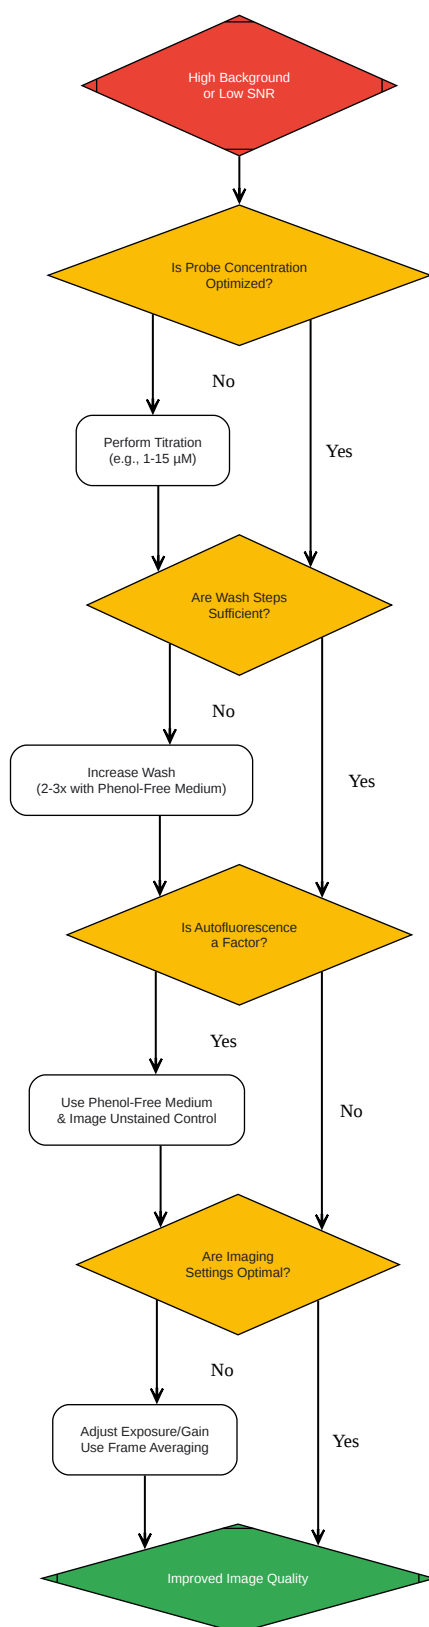 High Background
or Low SNR
Is Probe Concentration
Optimized?
No
Perform Titration
(e.g., 1-15 µM)
Yes
Are Wash Steps
Sufficient?
No
Increase Wash
(2-3x with Phenol-Free Medium)
Yes
Is Autofluorescence
a Factor?
Yes
Use Phenol-Free Medium
& Image Unstained Control
No
Are Imaging
Settings Optimal?
No
Adjust Exposure/Gain
Use Frame Averaging
Yes
Improved Image Quality